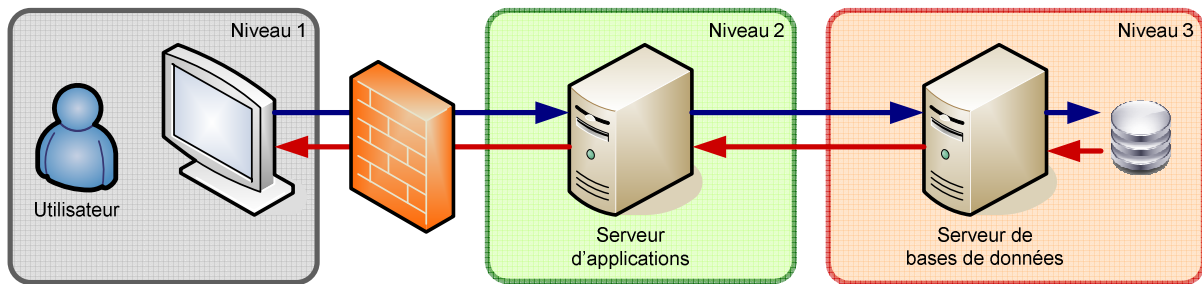 Niveau 1
Utilisateur
Niveau 2
Serveur
d'applications
Niveau 3
Serveur de
bases de données